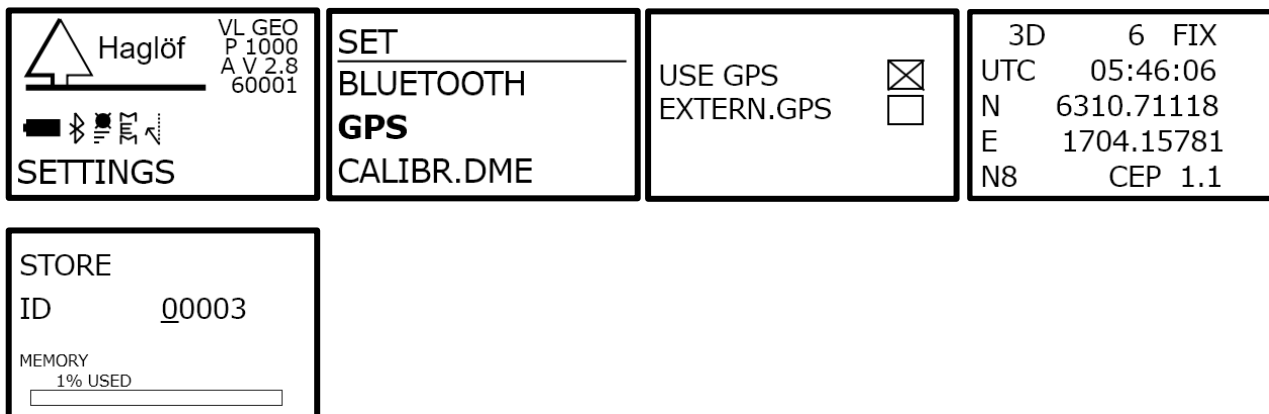 Haglöf
VL GEO
P 1000
A V 2.8
60001
SETTINGS
SET
BLUETOOTH
GPS
CALIBR.DME
USE GPS
EXTERN.GPS
3D 6 FIX
UTC 05:46:06
N 6310.71118
E 1704.15781
N8 CEP 1.1
STORE
ID 00003
MEMORY
1% USED